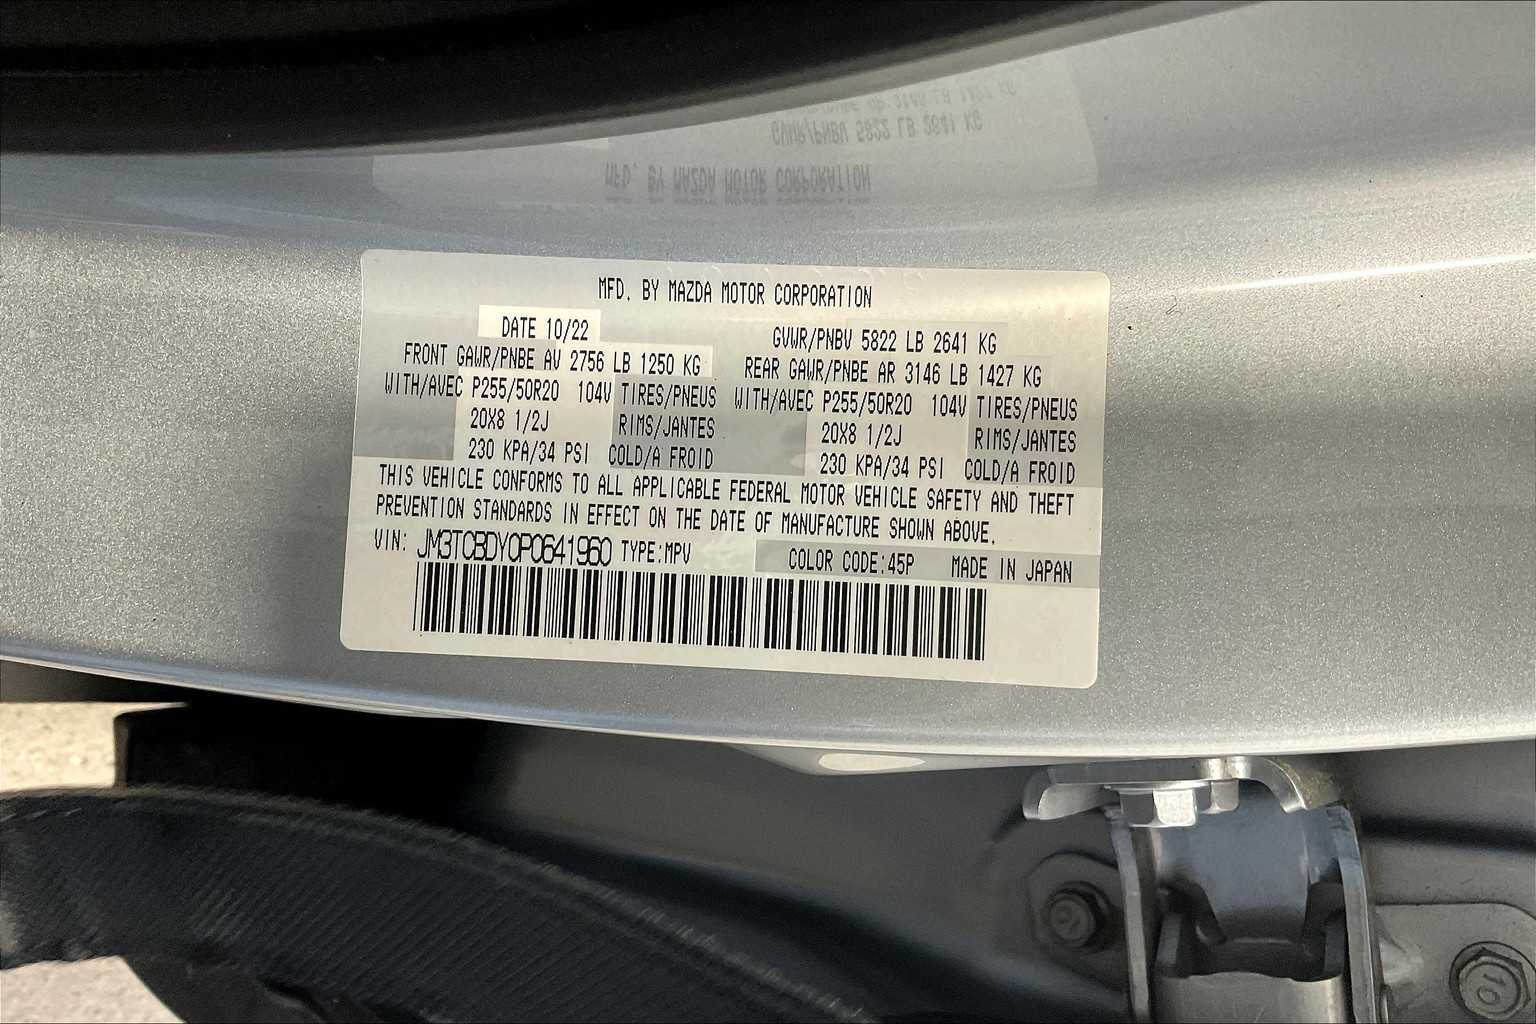 MFD. BY MAZDA MOTOR CORPORATION
DATE 10/22 GVWR/PNBV 5822 LB 2641 KG
FRONT GAWR/PNBE AV 2756 LB 1250 KG REAR GAWR/PNBE AR 3146 LB 1427 KG
WITH/AVEC P255/50R20 104V TIRES/PNEUS WITH/AVEC P255/50R20 104V TIRES/PNEUS
20X8 1/2J RIMS/JANTES 20X8 1/2J RIMS/JANTES
230 KPA/34 PSI COLD/A FROID 230 KPA/34 PSI COLD/A FROID
THIS VEHICLE CONFORMS TO ALL APPLICABLE FEDERAL MOTOR VEHICLE SAFETY AND THEFT
PREVENTION STANDARDS IN EFFECT ON THE DATE OF MANUFACTURE SHOWN ABOVE.
VIN: JM3TCBDY0P0641960 TYPE:MPV COLOR CODE:45P MADE IN JAPAN